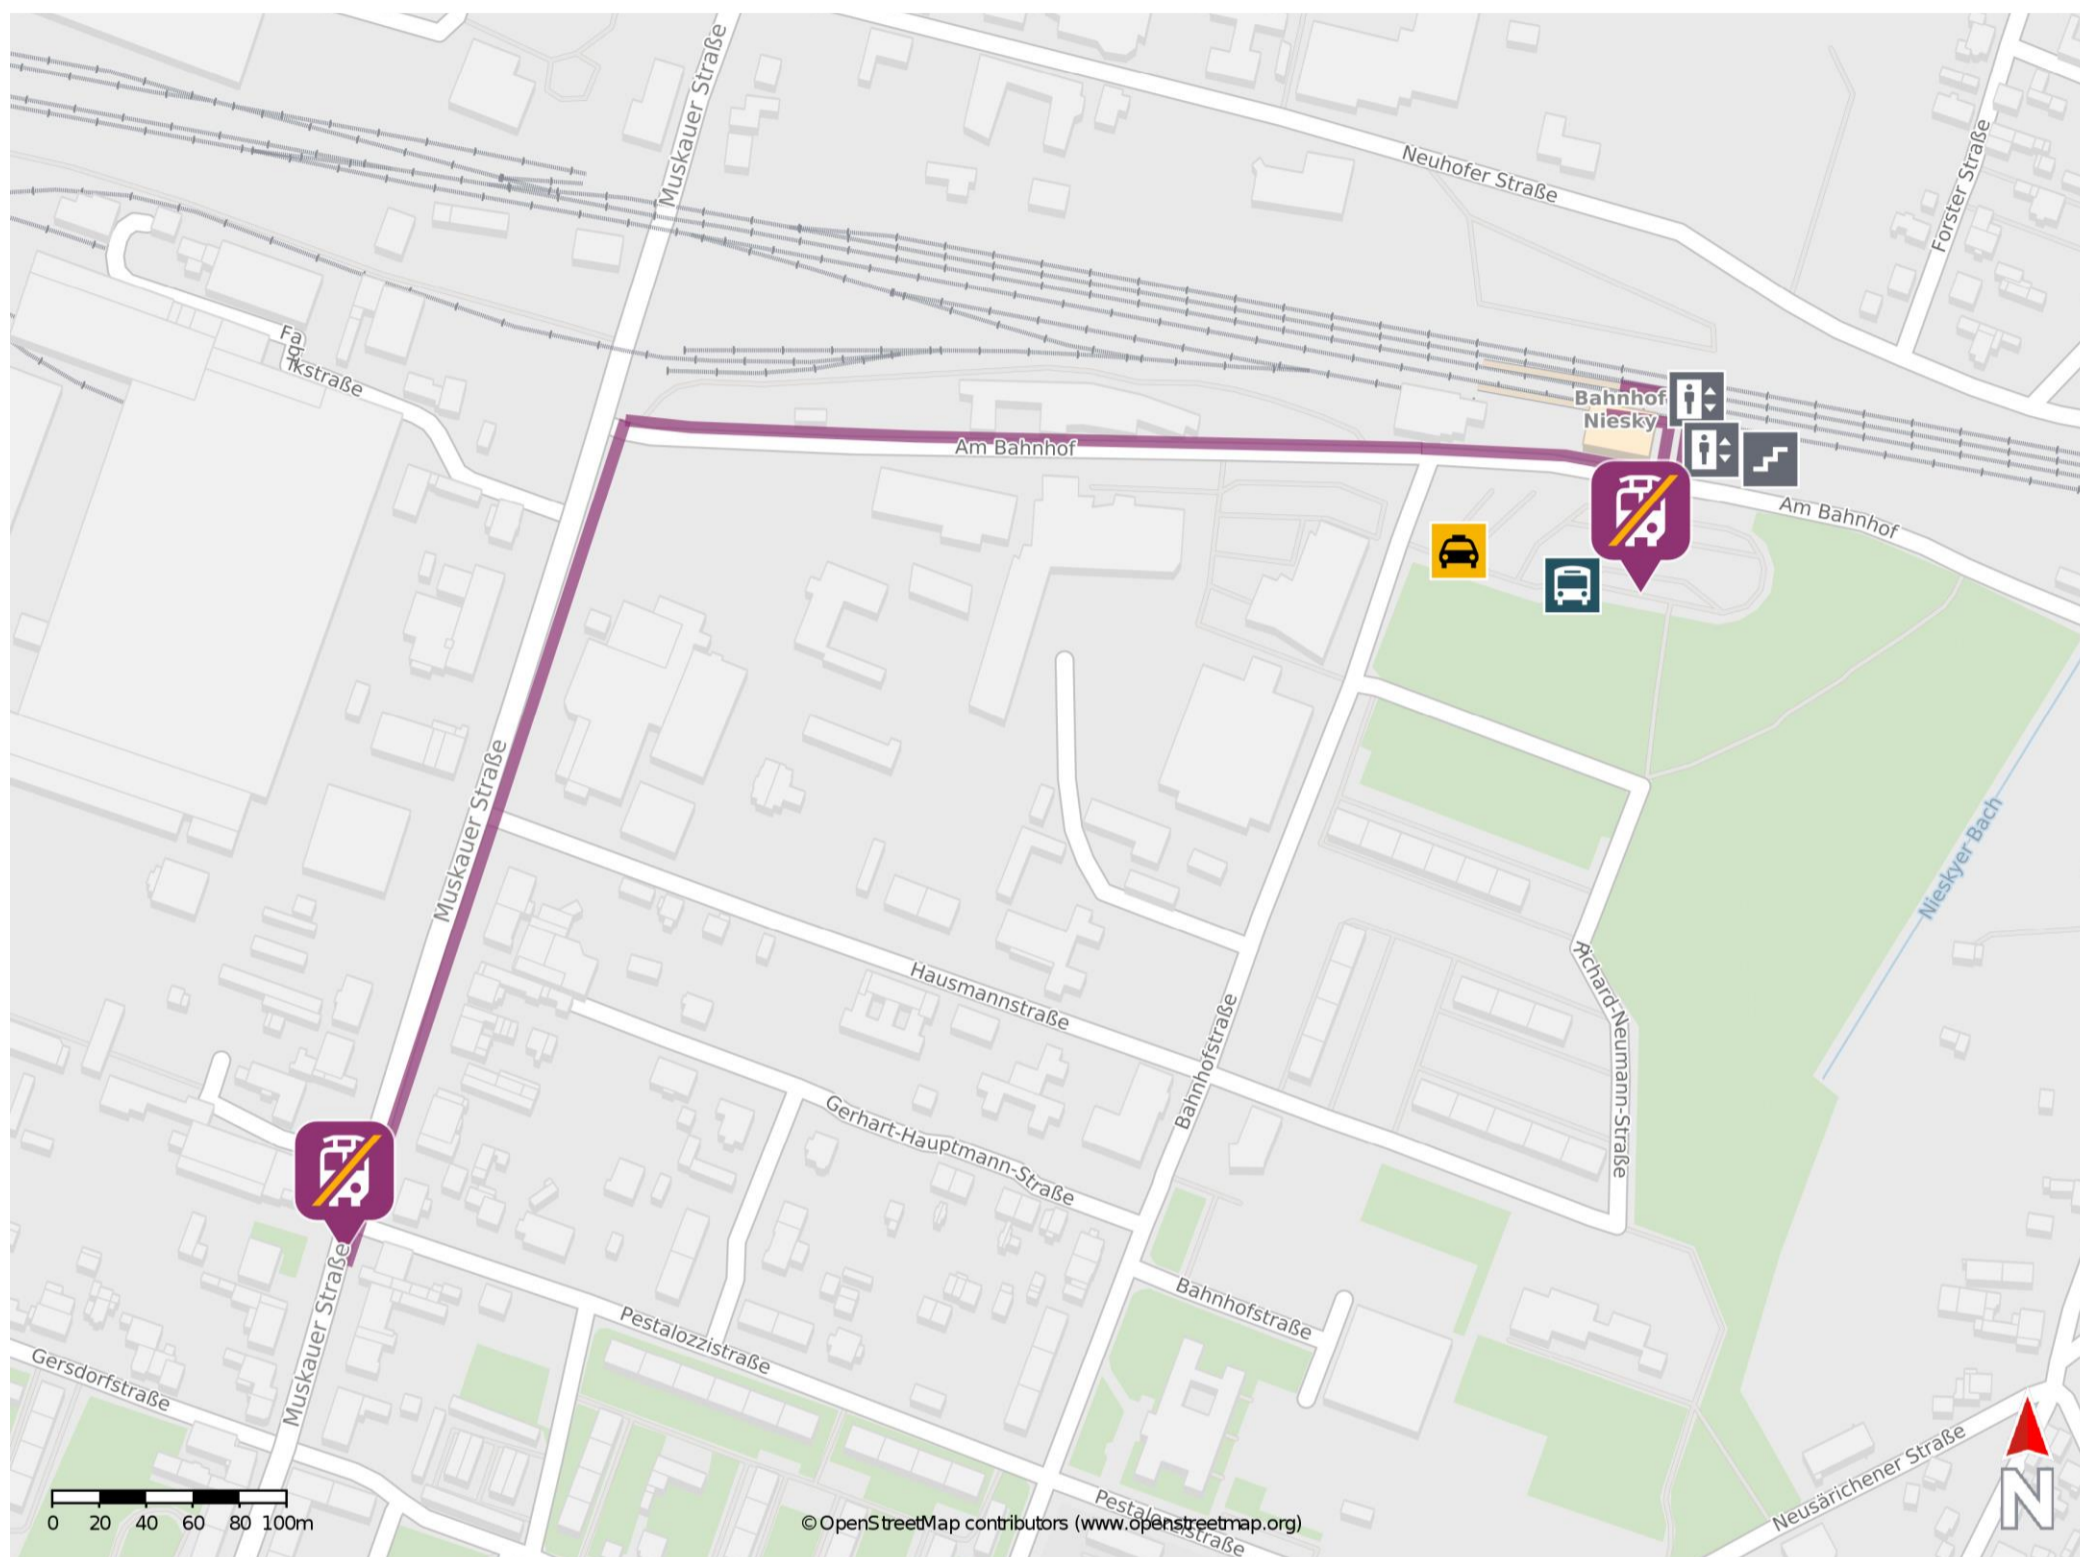 Muskauer Straße
Neuhofer Straße
Forster Straße
Fa
kstraße
Bahnhof
Niesky
Am Bahnhof
Am Bahnhof
Muskauer Straße
Nieskyer Bach
Hausmannstraße
Richard-Neumann-Straße
Bahnhofstraße
Gerhart-Hauptmann-Straße
Muskauer Straße
Bahnhofstraße
Pestalozzistraße
Gersdorfstraße
Neusärichener Straße
N
Pestalozzistraße
0 20 40 60 80 100m
©OpenStreetMap contributors (www.openstreetmap.org)